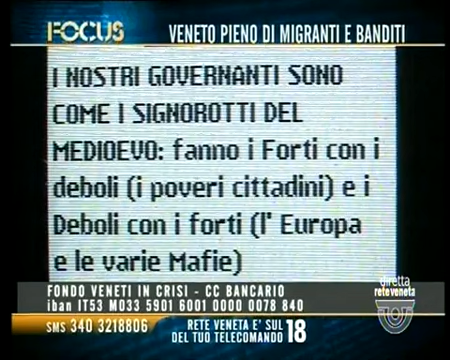 FOCUS
VENETO PIENO DI MIGRANTI E BANDITI
I NOSTRI GOVERNANTI SONO
COME I SIGNOROTTI DEL
MEDIOEVO: fanno i Forti con i
deboli (i poveri cittadini) e i
Deboli con i forti (l' Europa
e le varie Mafie)
diretta
reteveneta
FONDO VENETI IN CRISI - CC BANCARIO
iban IT53 M033 5901 6001 0000 0078 840
SMS 340 3218806
RETE VENETA E' SUL
DEL TUO TELECOMANDO 18